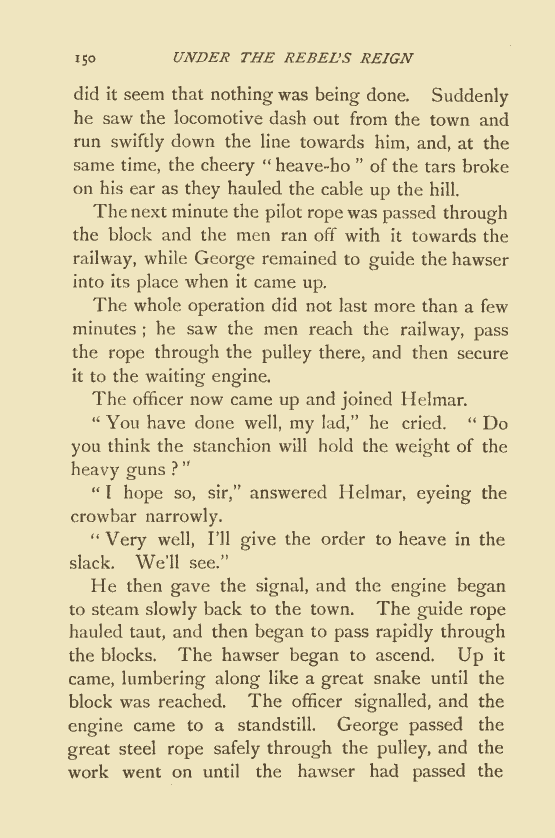 150 UNDER THE REBEL'S REIGN
did it seem that nothing was being done. Suddenly
he saw the locomotive dash out from the town and
run swiftly down the line towards him, and, at the
same time, the cheery "heave-ho" of the tars broke
on his ear as they hauled the cable up the hill.
The next minute the pilot rope was passed through
the block and the men ran off with it towards the
railway, while George remained to guide the hawser
into its place when it came up.
The whole operation did not last more than a few
minutes; he saw the men reach the railway, pass
the rope through the pulley there, and then secure
it to the waiting engine.
The officer now came up and joined Helmar.
"You have done well, my lad," he cried. "Do
you think the stanchion will hold the weight of the
heavy guns?"
"I hope so, sir," answered Helmar, eyeing the
crowbar narrowly.
"Very well, I'll give the order to heave in the
slack. We'll see."
He then gave the signal, and the engine began
to steam slowly back to the town. The guide rope
hauled taut, and then began to pass rapidly through
the blocks. The hawser began to ascend. Up it
came, lumbering along like a great snake until the
block was reached. The officer signalled, and the
engine came to a standstill. George passed the
great steel rope safely through the pulley, and the
work went on until the hawser had passed the